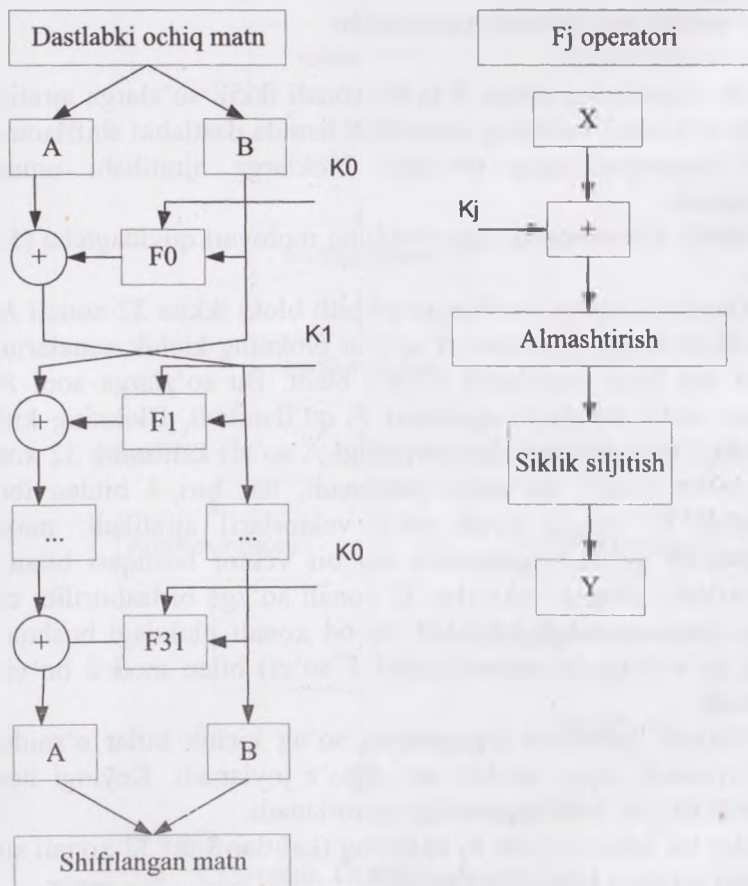 Dastlabki ochiq matn
A
B
K0
+
F0
K1
+
F1
...
...
K0
+
F31
A
B
Shifrlangan matn
Fj operatori
X
Kj
+
Almashtirish
Siklik siljitish
Y